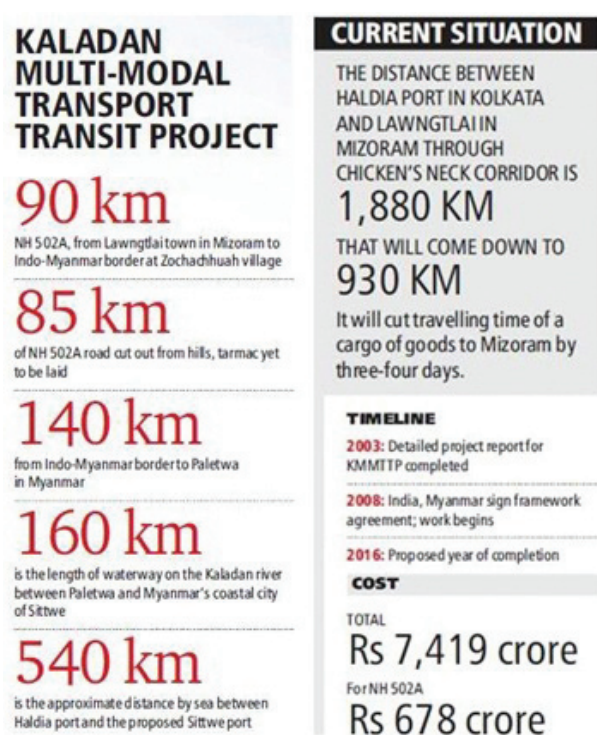 KALADAN
MULTI-MODAL
TRANSPORT
TRANSIT PROJECT
90 km
NH 502A, from Lawngtlai town in Mizoram to
Indo-Myanmar border at Zochachhuah village
85 km
of NH 502A road cut out from hills, tarmac yet
to be laid
140 km
from Indo-Myanmar border to Paletwa
in Myanmar
160 km
is the length of waterway on the Kaladan river
between Paletwa and Myanmar's coastal city
of Sittwe
540 km
is the approximate distance by sea between
Haldia port and the proposed Sittwe port
CURRENT SITUATION
THE DISTANCE BETWEEN
HALDIA PORT IN KOLKATA
AND LAWNGTLAI IN
MIZORAM THROUGH
CHICKEN'S NECK CORRIDOR IS
1,880 KM
THAT WILL COME DOWN TO
930 KM
It will cut travelling time of a
cargo of goods to Mizoram by
three-four days.
TIMELINE
2003: Detailed project report for
KMMTTP completed
2008: India, Myanmar sign framework
agreement; work begins
2016: Proposed year of completion
COST
TOTAL
Rs 7,419 crore
For NH 502A
Rs 678 crore